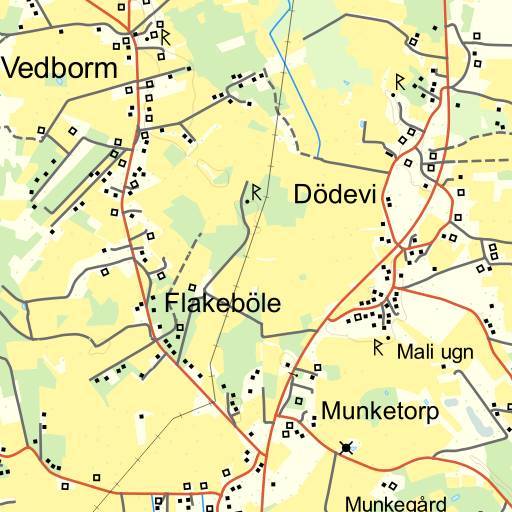 Vedborm
Dödevi
Flakeböle
Mali ugn
Munketorp
Munkegård